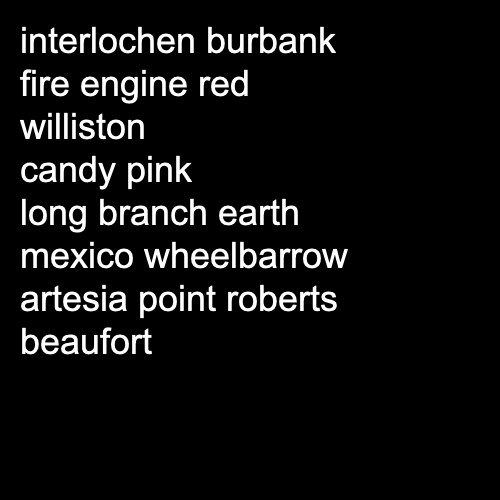 interlochen burbank
fire engine red
williston
candy pink
long branch earth
mexico wheelbarrow
artesia point roberts
beaufort